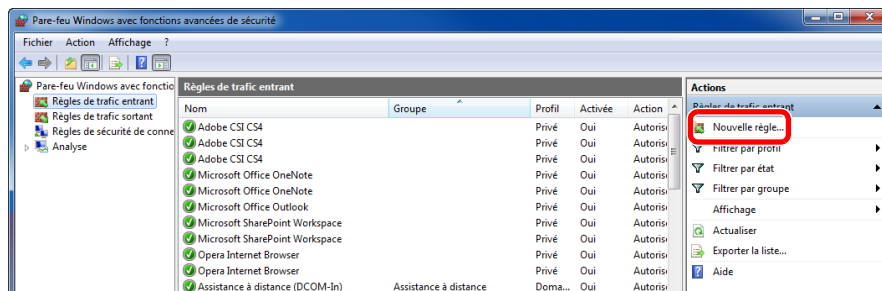 Pare-feu Windows avec fonctions avancées de sécurité
Fichier Action Affichage ?
Pare-feu Windows avec fonctio
Règles de trafic entrant
Règles de trafic sortant
Règles de sécurité de conne
Analyse
Règles de trafic entrant
Nom Groupe Profil Activée Action
Adobe CSI CS4 Privé Oui Autoris
Adobe CSI CS4 Privé Oui Autoris
Adobe CSI CS4 Privé Oui Autoris
Microsoft Office OneNote Privé Oui Autoris
Microsoft Office OneNote Privé Oui Autoris
Microsoft Office Outlook Privé Oui Autoris
Microsoft SharePoint Workspace Privé Oui Autoris
Microsoft SharePoint Workspace Privé Oui Autoris
Opera Internet Browser Privé Oui Autoris
Opera Internet Browser Privé Oui Autoris
Assistance à distance (DCOM-In) Assistance à distance Doma... Oui Autoris
Actions
Règles de trafic entrant
Nouvelle règle...
Filtrer par profil
Filtrer par état
Filtrer par groupe
Affichage
Actualiser
Exporter la liste...
Aide